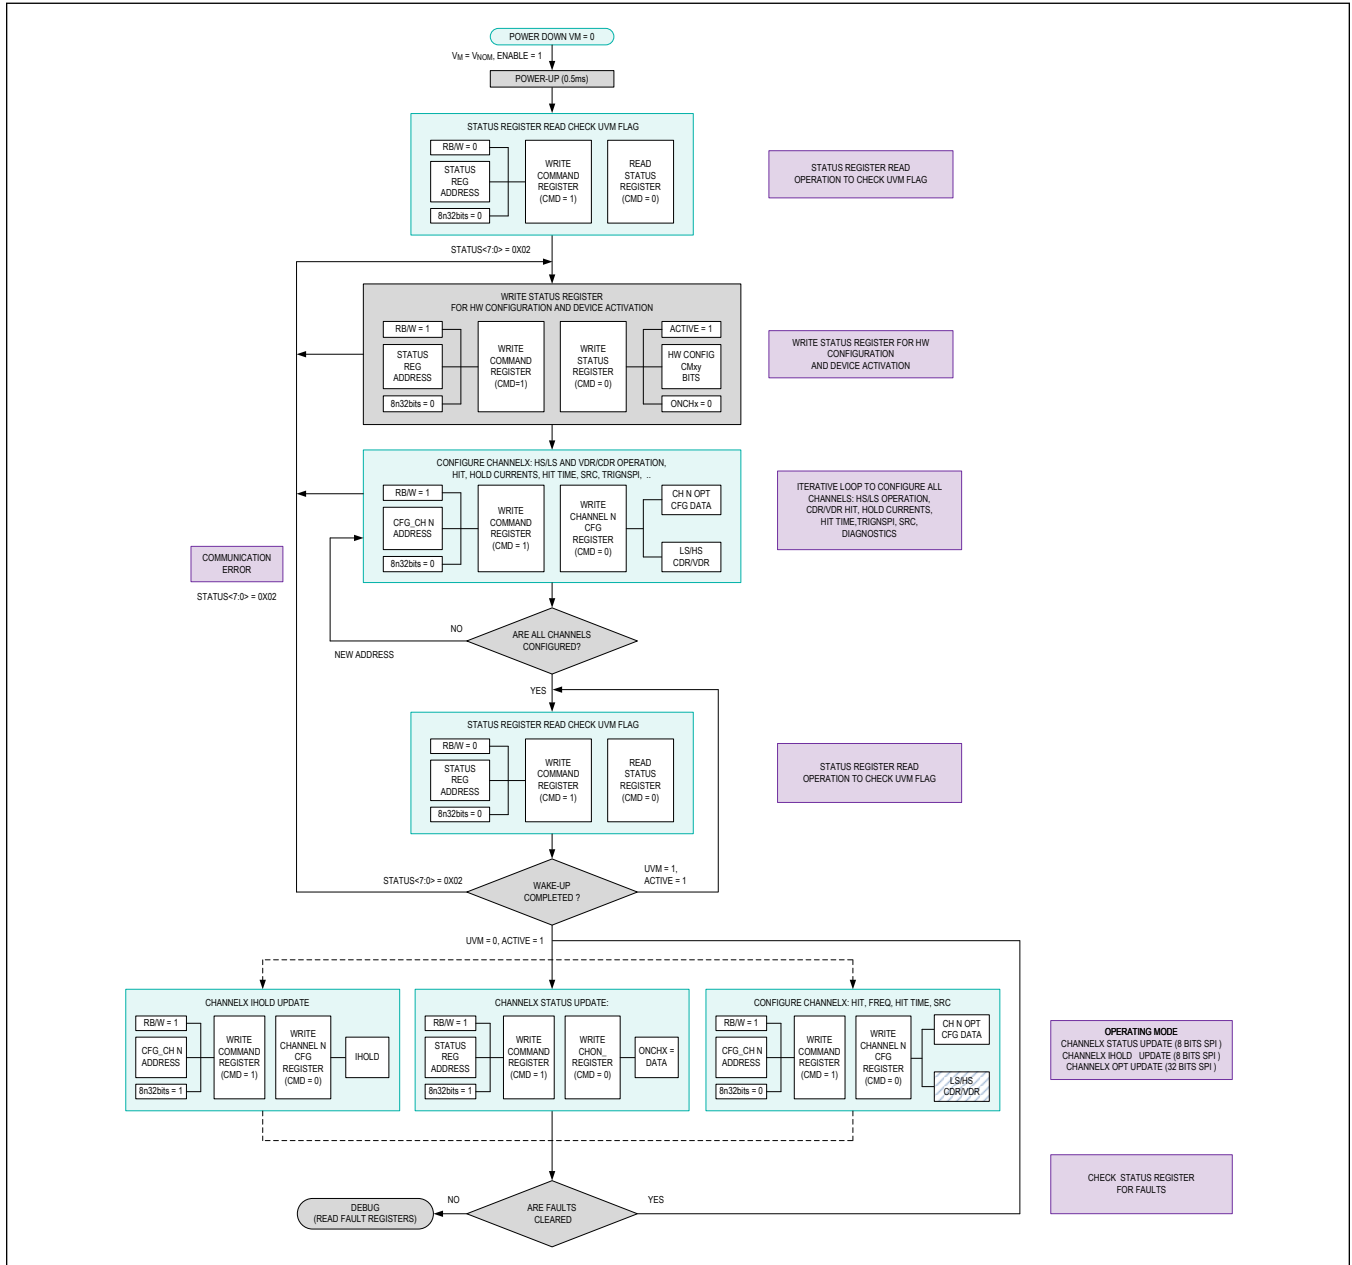 POWER DOWN VM = 0
VM = VNOM, ENABLE = 1
POWER-UP (0.5ms)
STATUS REGISTER READ CHECK UVM FLAG
RB/W = 0
STATUS
REG
ADDRESS
8n32bits = 0
WRITE
COMMAND
REGISTER
(CMD = 1)
READ
STATUS
REGISTER
(CMD = 0)
STATUS REGISTER READ
OPERATION TO CHECK UVM FLAG
STATUS<7:0> = 0X02
WRITE STATUS REGISTER
FOR HW CONFIGURATION AND DEVICE ACTIVATION
RB/W = 1
STATUS
REG
ADDRESS
8n32bits = 0
WRITE
COMMAND
REGISTER
(CMD=1)
WRITE
STATUS
REGISTER
(CMD = 0)
ACTIVE = 1
HW CONFIG
CMxy
BITS
ONCHx = 0
WRITE STATUS REGISTER FOR HW
CONFIGURATION
AND DEVICE ACTIVATION
CONFIGURE CHANNELX: HS/LS AND VDR/CDR OPERATION,
HIT, HOLD CURRENTS, HIT TIME, SRC, TRIGNSPI, ..
RB/W = 1
CFG_CH N
ADDRESS
8n32bits = 0
WRITE
COMMAND
REGISTER
(CMD = 1)
WRITE
CHANNEL N
CFG
REGISTER
(CMD = 0)
CH N OPT
CFG DATA
LS/HS
CDR/VDR
ITERATIVE LOOP TO CONFIGURE ALL
CHANNELS: HS/LS OPERATION,
CDR/VDR HIT, HOLD CURRENTS,
HIT TIME,TRIGNSPI, SRC,
DIAGNOSTICS
COMMUNICATION
ERROR
STATUS<7:0> = 0X02
ARE ALL CHANNELS
CONFIGURED?
NO
NEW ADDRESS
YES
STATUS REGISTER READ CHECK UVM FLAG
RB/W = 0
STATUS
REG
ADDRESS
8n32bits = 0
WRITE
COMMAND
REGISTER
(CMD = 1)
READ
STATUS
REGISTER
(CMD = 0)
STATUS REGISTER READ
OPERATION TO CHECK UVM FLAG
STATUS<7:0> = 0X02
WAKE-UP
COMPLETED ?
UVM = 1,
ACTIVE = 1
UVM = 0, ACTIVE = 1
CHANNELX IHOLD UPDATE
RB/W = 1
CFG_CH N
ADDRESS
8n32bits = 1
WRITE
COMMAND
REGISTER
(CMD = 1)
WRITE
CHANNEL N
CFG
REGISTER
(CMD = 0)
IHOLD
CHANNELX STATUS UPDATE:
RB/W = 1
STATUS
REG
ADDRESS
8n32bits = 1
WRITE
COMMAND
REGISTER
(CMD = 1)
WRITE
CHON_
REGISTER
(CMD = 0)
ONCHX =
DATA
CONFIGURE CHANNELX: HIT, FREQ, HIT TIME, SRC
RB/W = 1
CFG_CH N
ADDRESS
8n32bits = 0
WRITE
COMMAND
REGISTER
(CMD = 1)
WRITE
CHANNEL N
CFG
REGISTER
(CMD = 0)
CH N OPT
CFG DATA
LS/HS
CDR/VDR
OPERATING MODE
CHANNELX STATUS UPDATE (8 BITS SPI )
CHANNELX IHOLD UPDATE (8 BITS SPI )
CHANNELX OPT UPDATE (32 BITS SPI )
CHECK STATUS REGISTER
FOR FAULTS
DEBUG
(READ FAULT REGISTERS)
NO
ARE FAULTS
CLEARED
YES